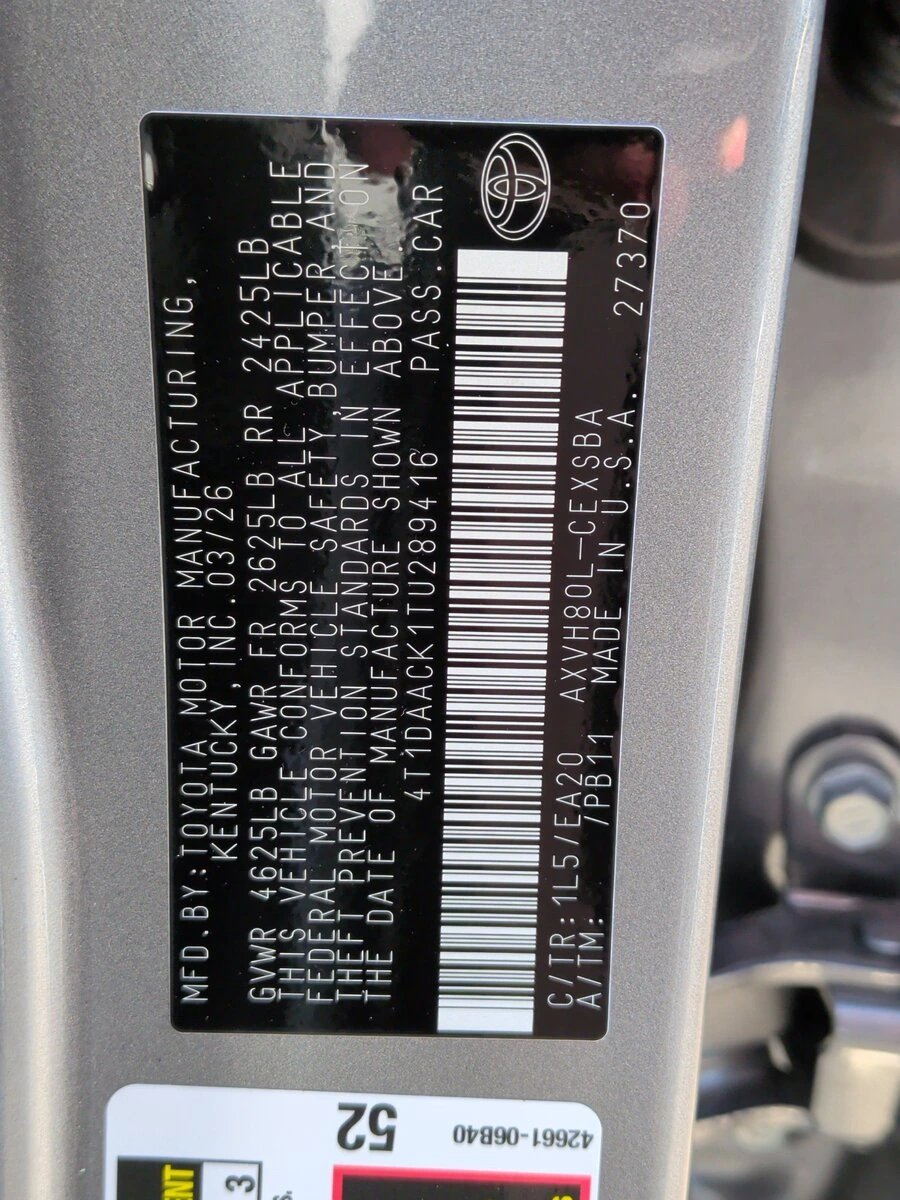 MFD.BY:TOYOTA MOTOR MANUFACTURING,
KENTUCKY, INC. 03/26
GVWR 4625LB GAWR FR 2625LB RR 2425LB
THIS VEHICLE CONFORMS TO ALL APPLICABLE
FEDERAL MOTOR VEHICLE SAFETY, BUMPER, AND
THEFT PREVENTION STANDARDS IN EFFECT ON
THE DATE OF MANUFACTURE SHOWN ABOVE.
4T1DAACK1TU289416 PASS.CAR
C/TR:1L5/EA20 AXVH80L-CEXSBA
A/TM: /PB11 MADE IN U.S.A. 27370
42661-06B40
52
3